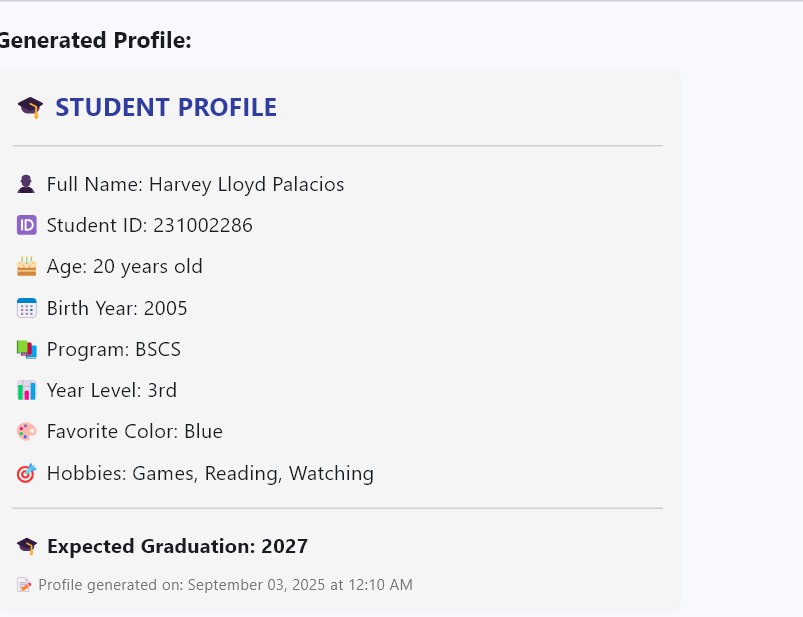 Generated Profile:
STUDENT PROFILE
Full Name: Harvey Lloyd Palacios
ID Student ID: 231002286
Age: 20 years old
Birth Year: 2005
Program: BSCS
Year Level: 3rd
Favorite Color: Blue
Hobbies: Games, Reading, Watching
Expected Graduation: 2027
Profile generated on: September 03, 2025 at 12:10 AM